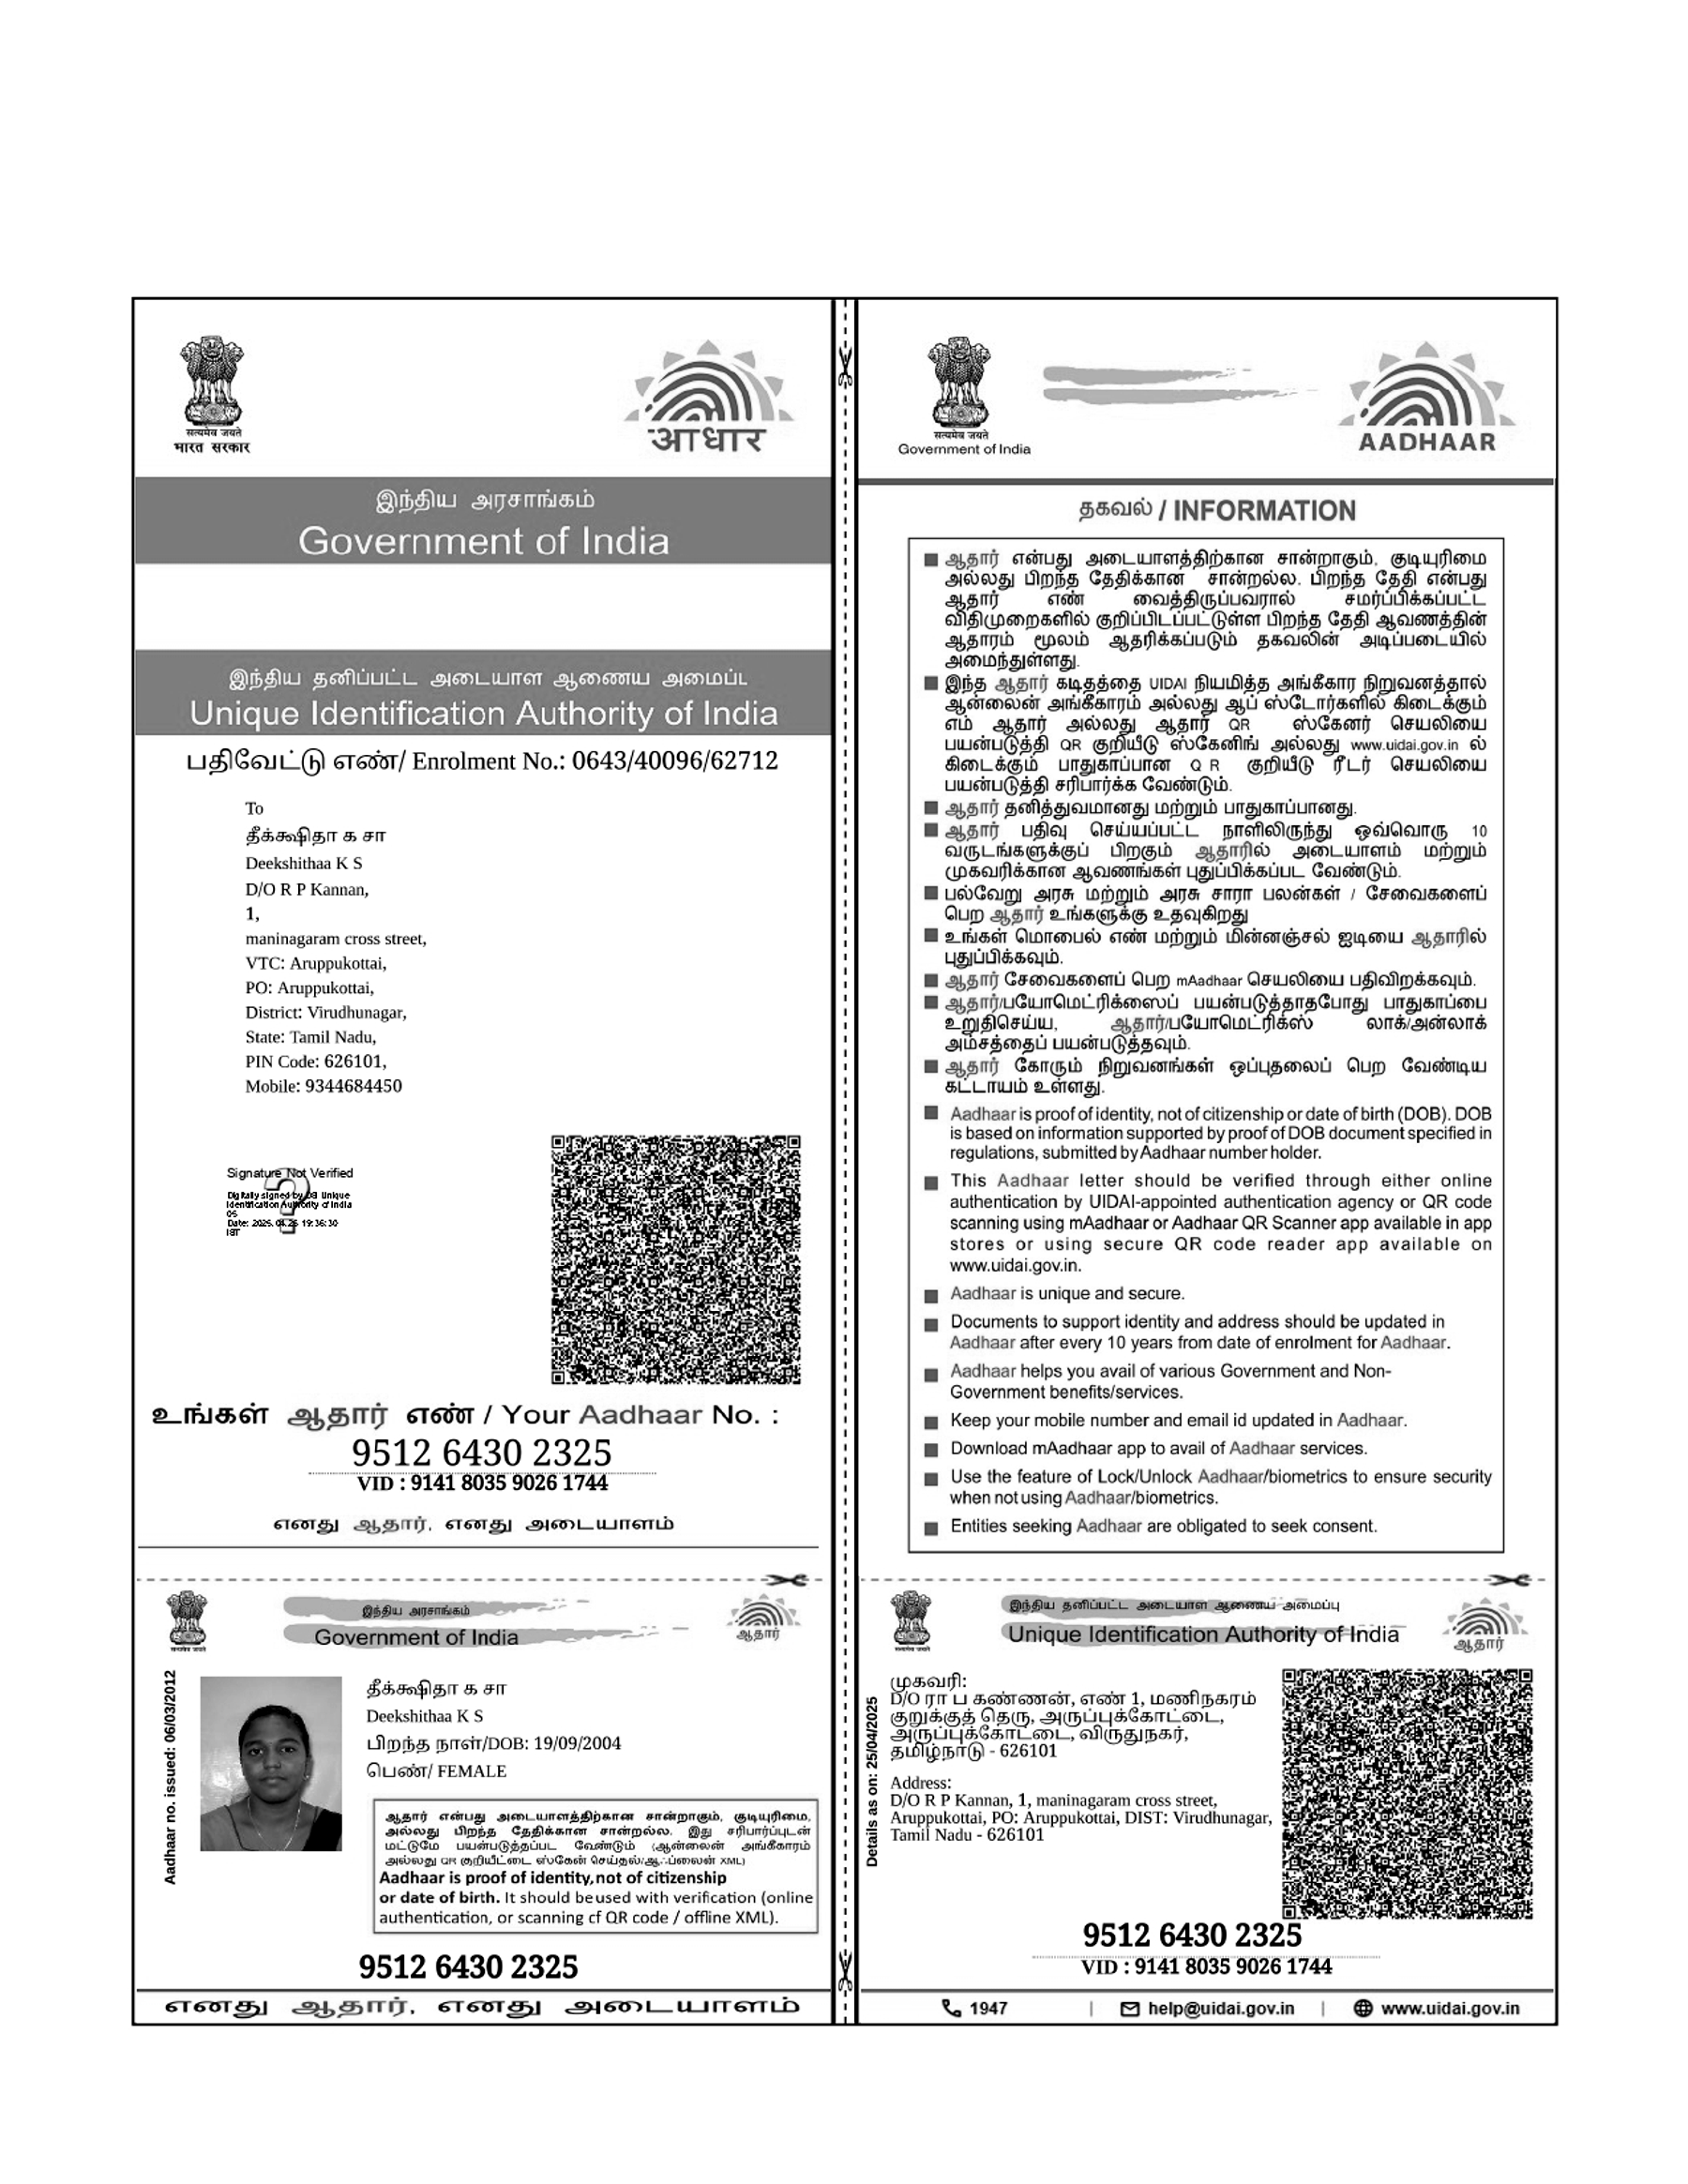 सत्यमेव जयते
भारत सरकार
आधार
இந்திய அரசாங்கம்
Government of India
இந்திய தனிப்பட்ட அடையாள ஆணைய அமைப்ட
Unique Identification Authority of India
பதிவேட்டு எண்/ Enrolment No.: 0643/40096/62712
To
தீக்க்ஷிதா க சா
Deekshithaa K S
D/O R P Kannan,
1,
maninagaram cross street,
VTC: Aruppukottai,
PO: Aruppukottai,
District: Virudhunagar,
State: Tamil Nadu,
PIN Code: 626101,
Mobile: 9344684450
Signature Not Verified
Digitally signed by DS Unique
Identification Authority of India
05
Date: 2025.04.26 19:36:30
IST
உங்கள் ஆதார் எண் / Your Aadhaar No. :
9512 6430 2325
VID : 9141 8035 9026 1744
எனது ஆதார், எனது அடையாளம்
सत्यमेव जयते
இந்திய அரசாங்கம்
Government of India
ஆதார்
Aadhaar no. issued: 06/03/2012
தீக்க்ஷிதா க சா
Deekshithaa K S
பிறந்த நாள்/DOB: 19/09/2004
பெண்/ FEMALE
ஆதார் என்பது அடையாளத்திற்கான சான்றாகும், குடியுரிமை,
அல்லது பிறந்த தேதிக்கான சான்றல்ல. இது சரிபார்ப்புடன்
மட்டுமே பயன்படுத்தப்பட வேண்டும் (ஆன்லைன் அங்கீகாரம்
அல்லது QR குறியீட்டை ஸ்கேன் செய்தல்/ஆஃப்லைன் XML)
Aadhaar is proof of identity, not of citizenship
or date of birth. It should be used with verification (online
authentication, or scanning of QR code / offline XML).
9512 6430 2325
எனது ஆதார், எனது அடையாளம்
सत्यमेव जयते
Government of India
AADHAAR
தகவல் / INFORMATION
ஆதார் என்பது அடையாளத்திற்கான சான்றாகும், குடியுரிமை
அல்லது பிறந்த தேதிக்கான சான்றல்ல. பிறந்த தேதி என்பது
ஆதார் எண் வைத்திருப்பவரால் சமர்ப்பிக்கப்பட்ட
விதிமுறைகளில் குறிப்பிடப்பட்டுள்ள பிறந்த தேதி ஆவணத்தின்
ஆதாரம் மூலம் ஆதரிக்கப்படும் தகவலின் அடிப்படையில்
அமைந்துள்ளது.
இந்த ஆதார் கடிதத்தை UIDAI நியமித்த அங்கீகார நிறுவனத்தால்
ஆன்லைன் அங்கீகாரம் அல்லது ஆப் ஸ்டோர்களில் கிடைக்கும்
எம் ஆதார் அல்லது ஆதார் QR ஸ்கேனர் செயலியை
பயன்படுத்தி QR குறியீடு ஸ்கேனிங் அல்லது www.uidai.gov.in ல்
கிடைக்கும் பாதுகாப்பான Q R குறியீடு ரீடர் செயலியை
பயன்படுத்தி சரிபார்க்க வேண்டும்.
ஆதார் தனித்துவமானது மற்றும் பாதுகாப்பானது.
ஆதார் பதிவு செய்யப்பட்ட நாளிலிருந்து ஒவ்வொரு 10
வருடங்களுக்குப் பிறகும் ஆதாரில் அடையாளம் மற்றும்
முகவரிக்கான ஆவணங்கள் புதுப்பிக்கப்பட வேண்டும்.
பல்வேறு அரசு மற்றும் அரசு சாரா பலன்கள் / சேவைகளைப்
பெற ஆதார் உங்களுக்கு உதவுகிறது
உங்கள் மொபைல் எண் மற்றும் மின்னஞ்சல் ஐடியை ஆதாரில்
புதுப்பிக்கவும்.
ஆதார் சேவைகளைப் பெற mAadhaar செயலியை பதிவிறக்கவும்.
ஆதார்/பயோமெட்ரிக்ஸைப் பயன்படுத்தாதபோது பாதுகாப்பை
உறுதிசெய்ய, ஆதார்/பயோமெட்ரிக்ஸ் லாக்/அன்லாக்
அம்சத்தைப் பயன்படுத்தவும்.
ஆதார் கோரும் நிறுவனங்கள் ஒப்புதலைப் பெற வேண்டிய
கட்டாயம் உள்ளது.
Aadhaar is proof of identity, not of citizenship or date of birth (DOB). DOB
is based on information supported by proof of DOB document specified in
regulations, submitted by Aadhaar number holder.
This Aadhaar letter should be verified through either online
authentication by UIDAI-appointed authentication agency or QR code
scanning using mAadhaar or Aadhaar QR Scanner app available in app
stores or using secure QR code reader app available on
www.uidai.gov.in.
Aadhaar is unique and secure.
Documents to support identity and address should be updated in
Aadhaar after every 10 years from date of enrolment for Aadhaar.
Aadhaar helps you avail of various Government and Non-
Government benefits/services.
Keep your mobile number and email id updated in Aadhaar.
Download mAadhaar app to avail of Aadhaar services.
Use the feature of Lock/Unlock Aadhaar/biometrics to ensure security
when not using Aadhaar/biometrics.
Entities seeking Aadhaar are obligated to seek consent.
सत्यमेव जयते
இந்திய தனிப்பட்ட அடையாள ஆணைய அமைப்பு
Unique Identification Authority of India
ஆதார்
Details as on: 25/04/2025
முகவரி:
D/O ரா ப கண்ணன், எண் 1, மணிநகரம்
குறுக்குத் தெரு, அருப்புக்கோட்டை,
அருப்புக்கோட்டை, விருதுநகர்,
தமிழ்நாடு - 626101
Address:
D/O R P Kannan, 1, maninagaram cross street,
Aruppukottai, PO: Aruppukottai, DIST: Virudhunagar,
Tamil Nadu - 626101
9512 6430 2325
VID : 9141 8035 9026 1744
1947 | help@uidai.gov.in | www.uidai.gov.in